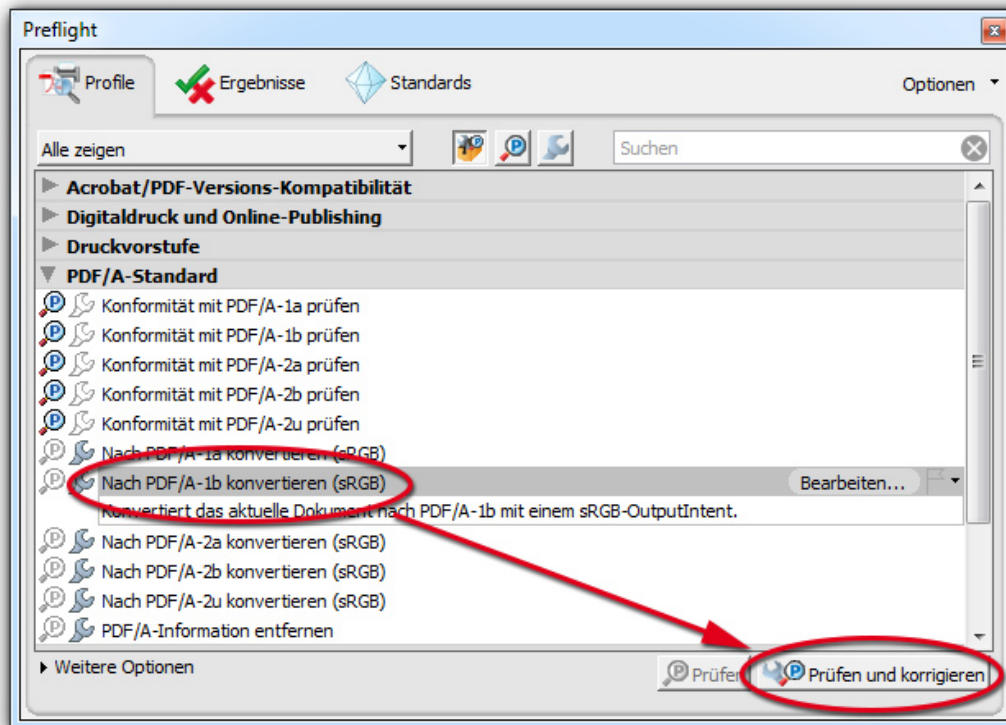 Preflight
Profile Ergebnisse Standards Optionen
Alle zeigen Suchen
Acrobat/PDF-Versions-Kompatibilität
Digitaldruck und Online-Publishing
Druckvorstufe
PDF/A-Standard
Konformität mit PDF/A-1a prüfen
Konformität mit PDF/A-1b prüfen
Konformität mit PDF/A-2a prüfen
Konformität mit PDF/A-2b prüfen
Konformität mit PDF/A-2u prüfen
Nach PDF/A-1a konvertieren (sRGB)
Nach PDF/A-1b konvertieren (sRGB) Bearbeiten...
Konvertiert das aktuelle Dokument nach PDF/A-1b mit einem sRGB-OutputIntent.
Nach PDF/A-2a konvertieren (sRGB)
Nach PDF/A-2b konvertieren (sRGB)
Nach PDF/A-2u konvertieren (sRGB)
PDF/A-Information entfernen
Weitere Optionen Prüfen Prüfen und korrigieren